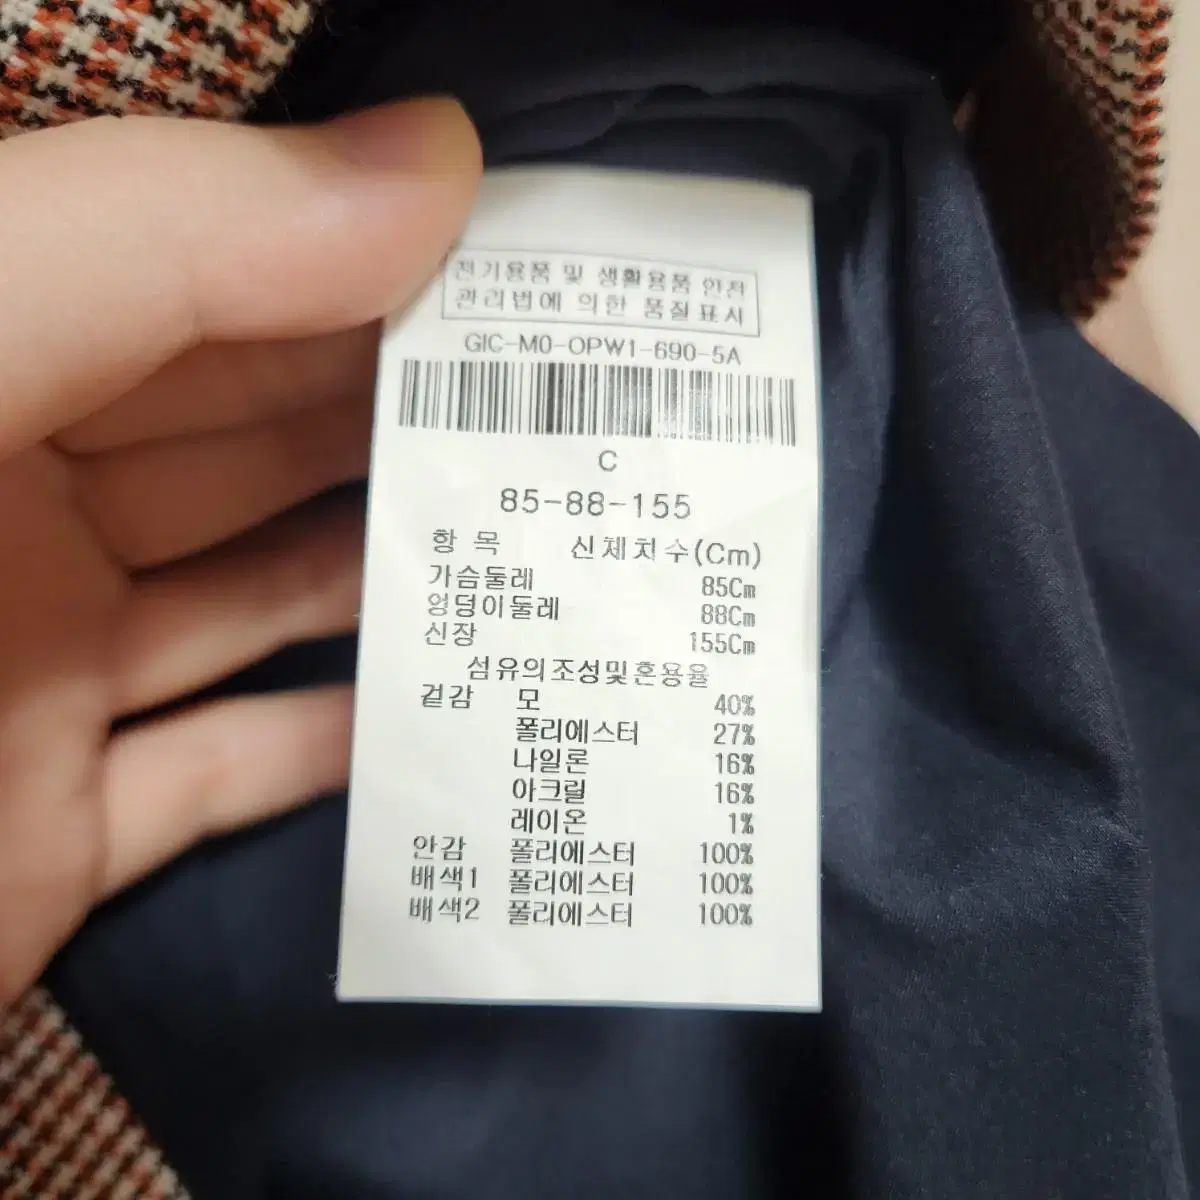 전기용품 및 생활용품 안전
관리법에 의한 품질표시
GIC-M0-OPW1-690-5A
C
85-88-155
항 목 신체치수(Cm)
가슴둘레 85Cm
엉덩이둘레 88Cm
신장 155Cm
섬유의조성및혼용율
겉감 모 40%
폴리에스터 27%
나일론 16%
아크릴 16%
레이온 1%
안감 폴리에스터 100%
배색1 폴리에스터 100%
배색2 폴리에스터 100%